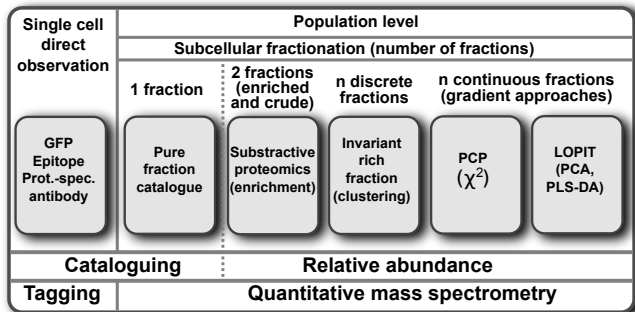 Single cell
direct
observation
Population level
Subcellular fractionation (number of fractions)
1 fraction
2 fractions
(enriched
and crude)
n discrete
fractions
n continuous fractions
(gradient approaches)
GFP
Epitope
Prot.-spec.
antibody
Pure
fraction
catalogue
Substractive
proteomics
(enrichment)
Invariant
rich
fraction
(clustering)
PCP
(χ²)
LOPIT
(PCA,
PLS-DA)
Cataloguing
Relative abundance
Tagging
Quantitative mass spectrometry